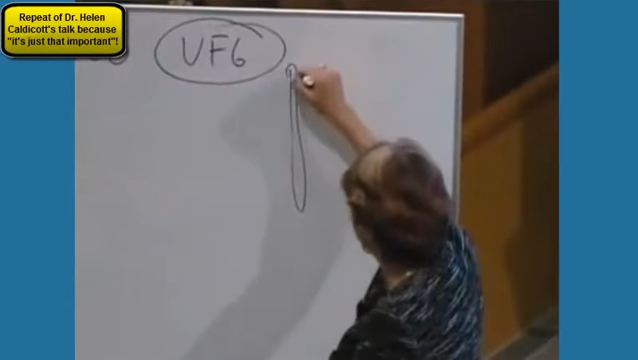 Repeat of Dr. Helen
Caldicott's talk because
"it's just that important"!
UF6